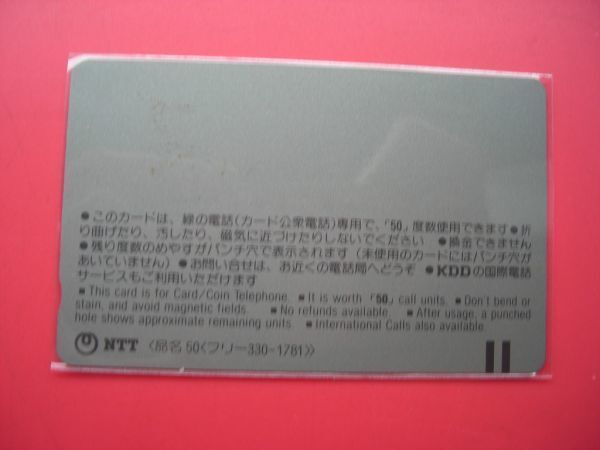 ●このカードは、緑の電話(カード公衆電話)専用で、「50」度数使用できます●折
り曲げたり、汚したり、磁気に近づけたりしないでください ●換金できません
●残り度数のめやすがパンチ穴で表示されます(未使用のカードにはパンチ穴
があいていません)●お問い合せは、お近くの電話局へどうぞ ●KDDの国際電話
サービスもご利用いただけます
■ This card is for Card/Coin Telephone. ■ It is worth「50」call units. ■ Don't bend or
stain, and avoid magnetic fields. ■ No refunds available. ■ After usage, a punched
hole shows approximate remaining units. ■ International Calls also available.
NTT 〈品名 50〈フリー330-1781〉〉